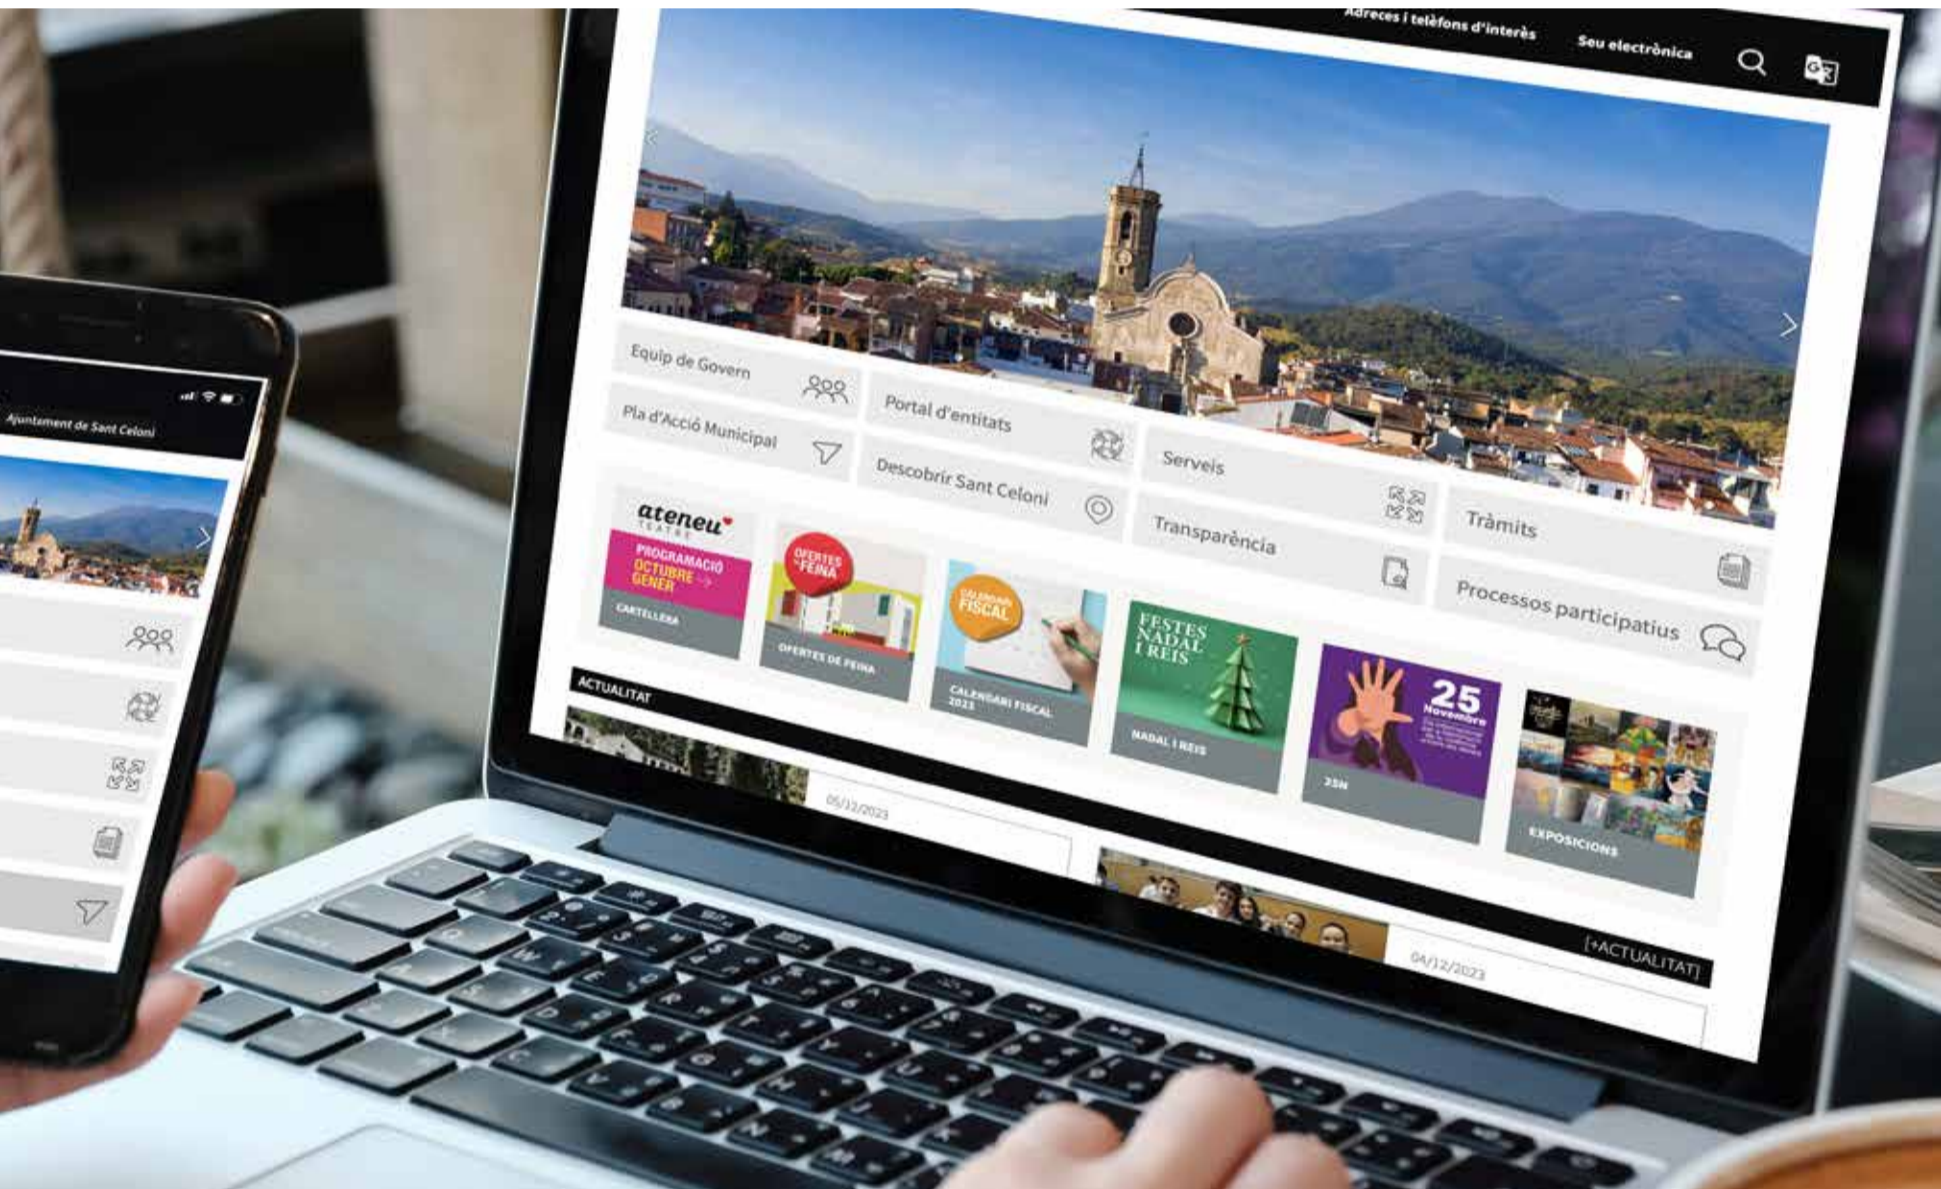 Adreces i telèfons d'interès
Seu electrònica
Equip de Govern
Portal d'entitats
Serveis
Tràmits
Pla d'Acció Municipal
Descobrir Sant Celoni
Transparència
Processos participatius
ateneu
TEATRE
PROGRAMACIÓ
OCTUBRE
GENER
CARTELLERA
OFERTES
FEINA
OFERTES DE FEINA
CALENDARI
FISCAL
CALENDARI FISCAL
2023
FESTES
NADAL
I REIS
NADAL I REIS
25
Novembre
25N
EXPOSICIONS
ACTUALITAT
[+ACTUALITAT]
05/12/2023
04/12/2023
Ajuntament de Sant Celoni